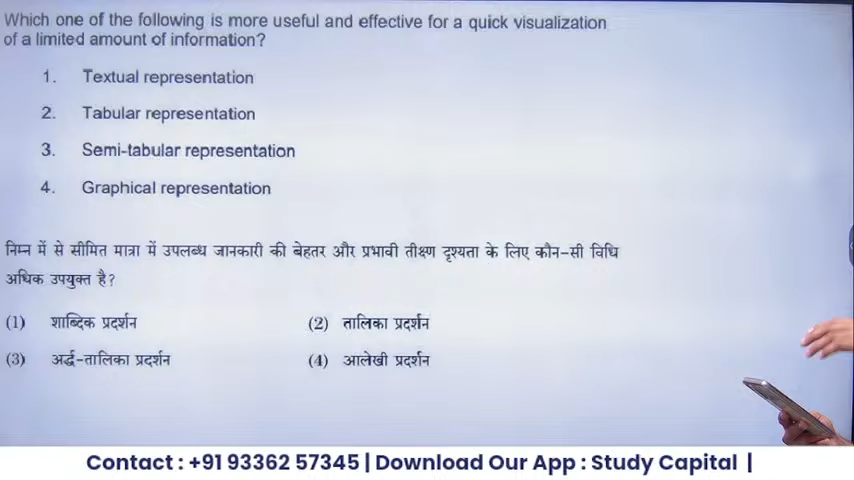 Which one of the following is more useful and effective for a quick visualization
of a limited amount of information?
1. Textual representation
2. Tabular representation
3. Semi-tabular representation
4. Graphical representation
निम्न में से सीमित मात्रा में उपलब्ध जानकारी की बेहतर और प्रभावी तीक्ष्ण दृश्यता के लिए कौन-सी विधि
अधिक उपयुक्त है?
(1) शाब्दिक प्रदर्शन (2) तालिका प्रदर्शन
(3) अर्द्ध-तालिका प्रदर्शन (4) आलेखी प्रदर्शन
Contact : +91 93362 57345 | Download Our App : Study Capital |